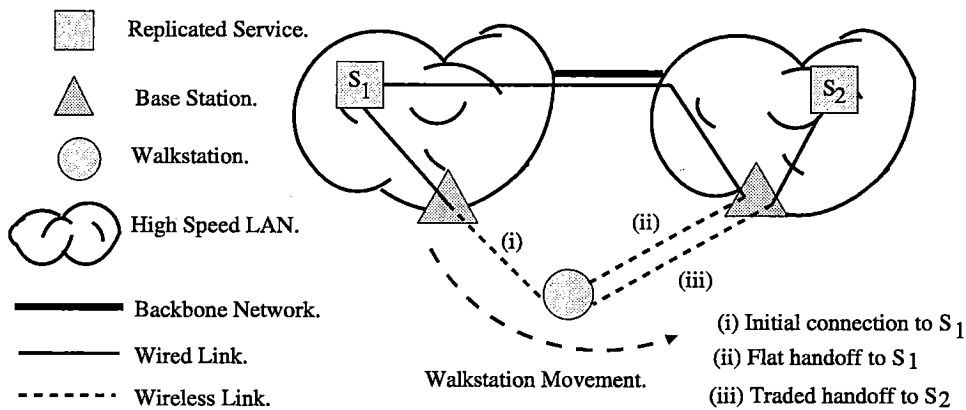 Replicated Service.
Base Station.
Walkstation.
High Speed LAN.
Backbone Network.
Wired Link.
Wireless Link.
S1
S2
(i)
(ii)
(iii)
Walkstation Movement.
(i) Initial connection to S1
(ii) Flat handoff to S1
(iii) Traded handoff to S2